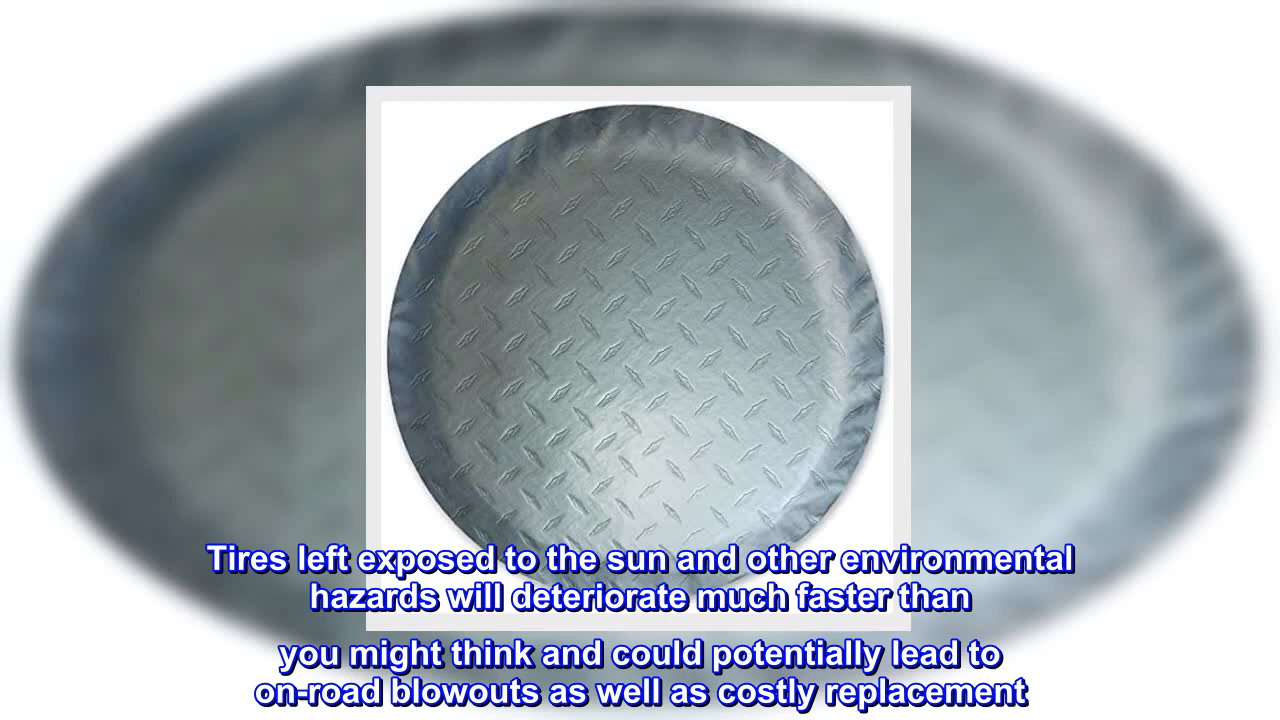 Tires left exposed to the sun and other environmental
hazards will deteriorate much faster than
you might think and could potentially lead to
on-road blowouts as well as costly replacement